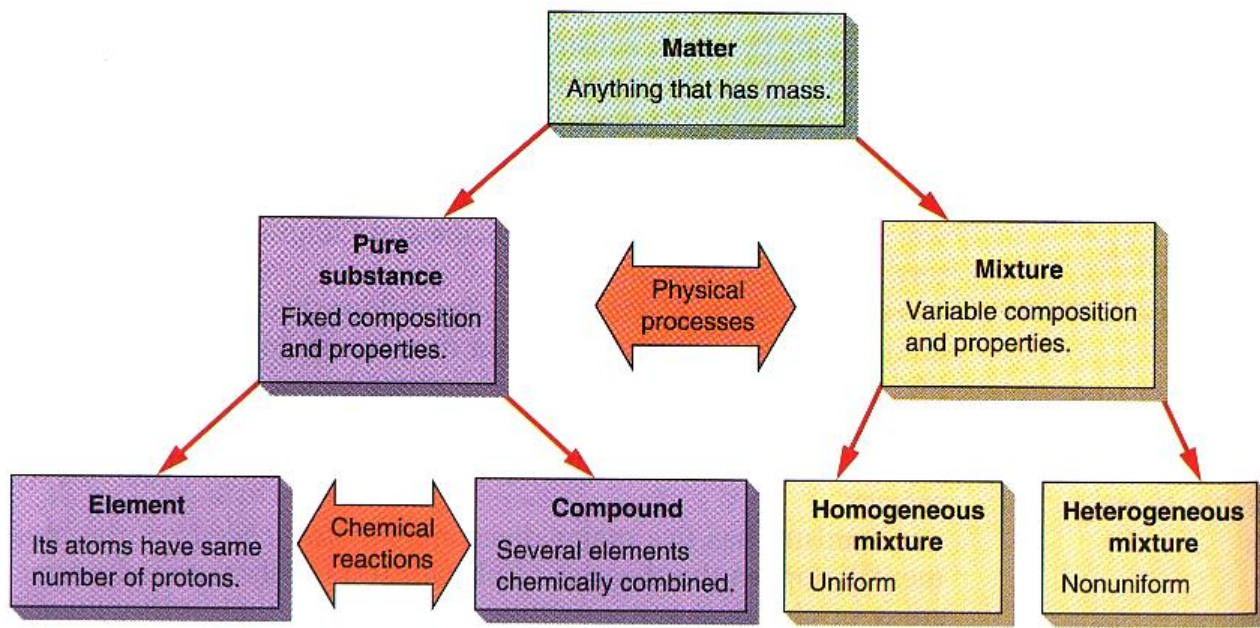 Matter
Anything that has mass.
Pure
substance
Fixed composition
and properties.
Physical
processes
Mixture
Variable composition
and properties.
Element
Its atoms have same
number of protons.
Chemical
reactions
Compound
Several elements
chemically combined.
Homogeneous
mixture
Uniform
Heterogeneous
mixture
Nonuniform